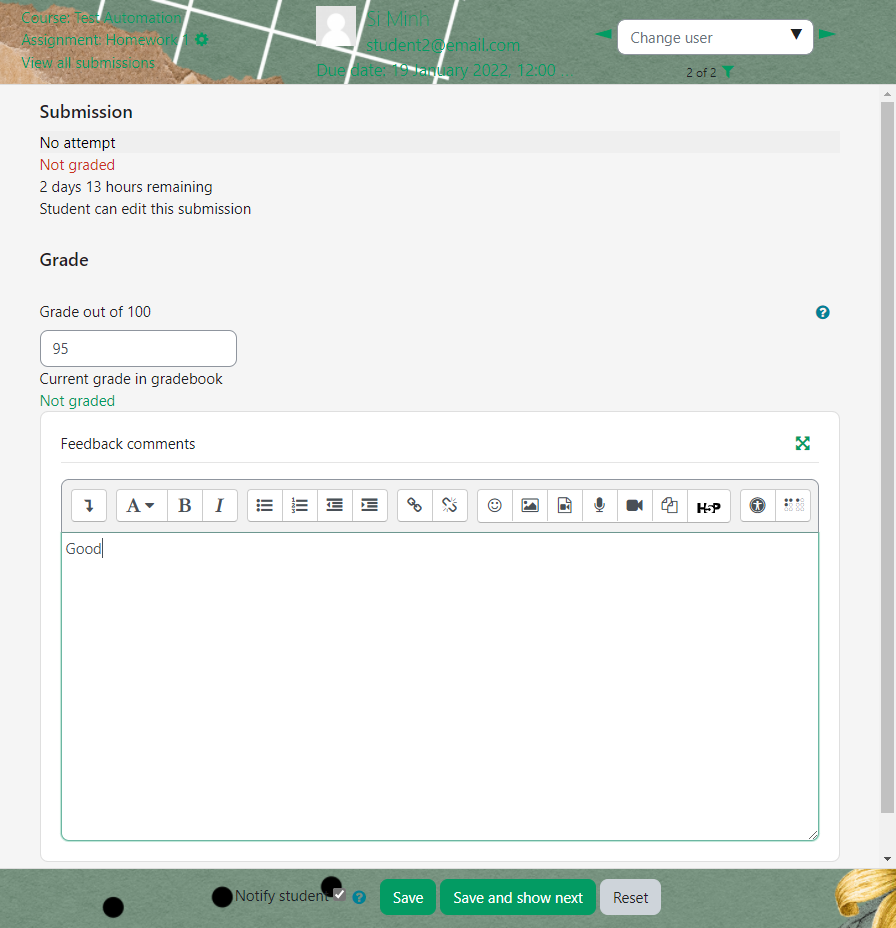 Course: Test Automation
Assignment: Homework 1
View all submissions
Si Minh
student2@email.com
Due date: 19 January 2022, 12:00
Change user
2 of 2
Submission
No attempt
Not graded
2 days 13 hours remaining
Student can edit this submission
Grade
Grade out of 100
95
Current grade in gradebook
Not graded
Feedback comments
A B I H5P
Good
Notify student Save Save and show next Reset